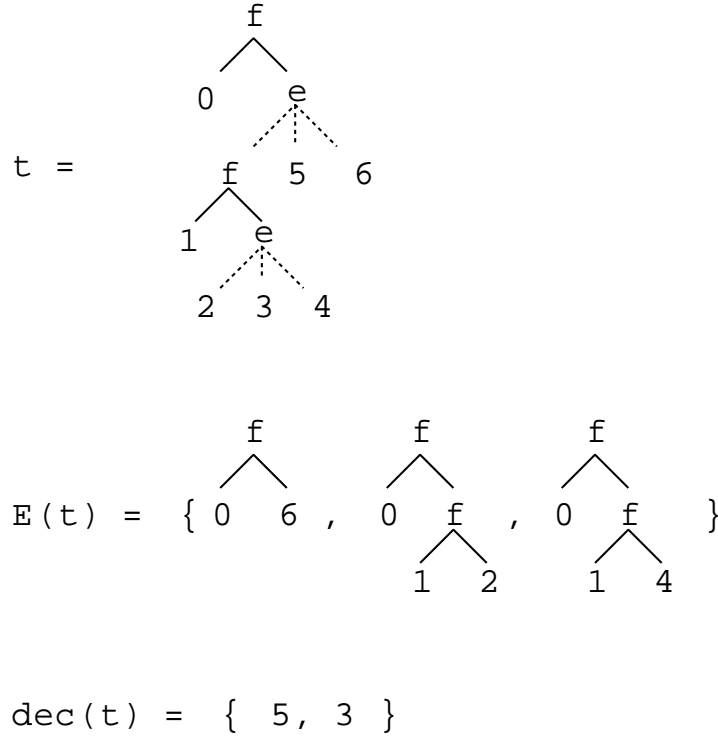 f
0 e
t = f 5 6
1 e
2 3 4
f f f
E(t) = { 0 6 , 0 f , 0 f }
1 2 1 4
dec(t) = { 5, 3 }